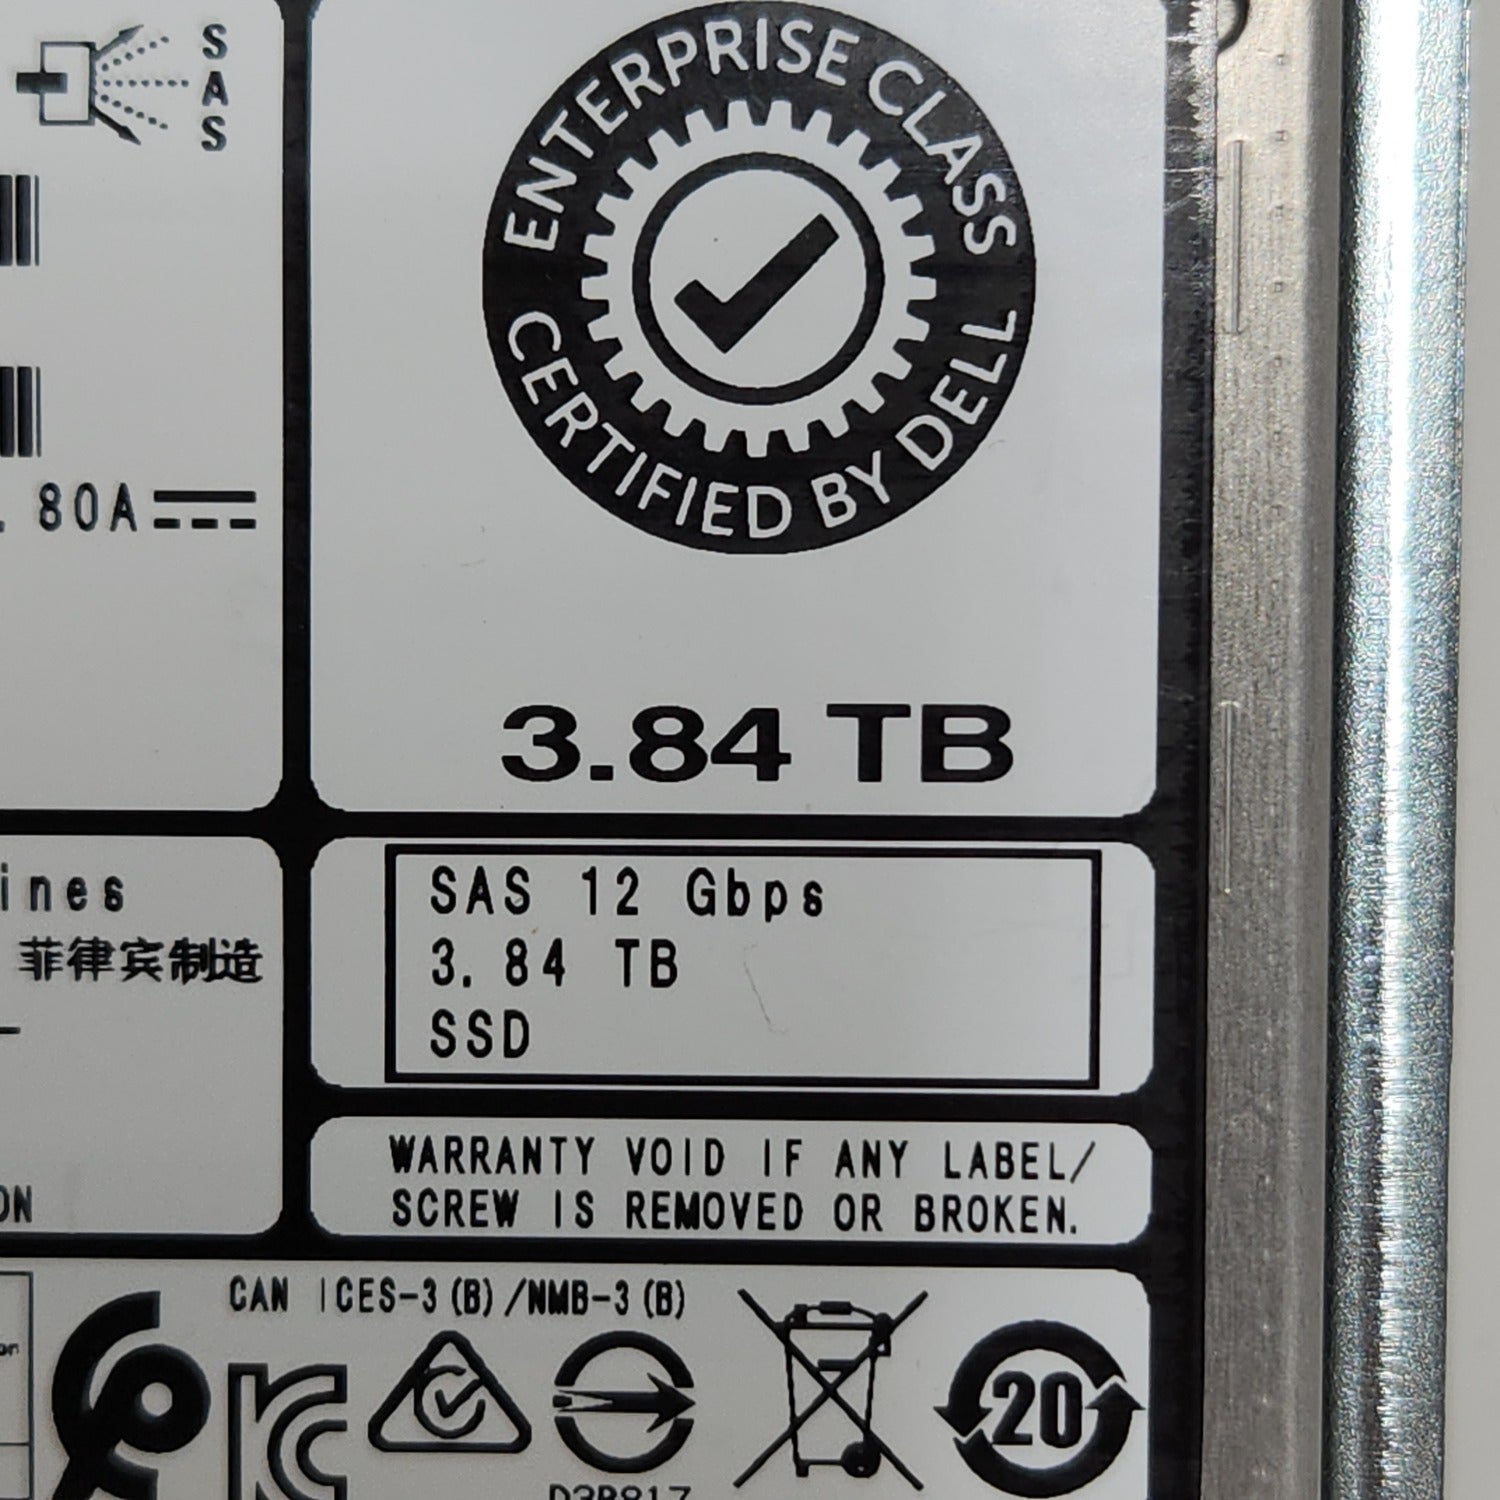 SAS
ENTERPRISE CLASS
CERTIFIED BY DELL
. 80A
3.84 TB
ines
菲律宾制造
SAS 12 Gbps
3.84 TB
SSD
WARRANTY VOID IF ANY LABEL/
SCREW IS REMOVED OR BROKEN.
ON
CAN ICES-3 (B) /NMB-3 (B)
on
20